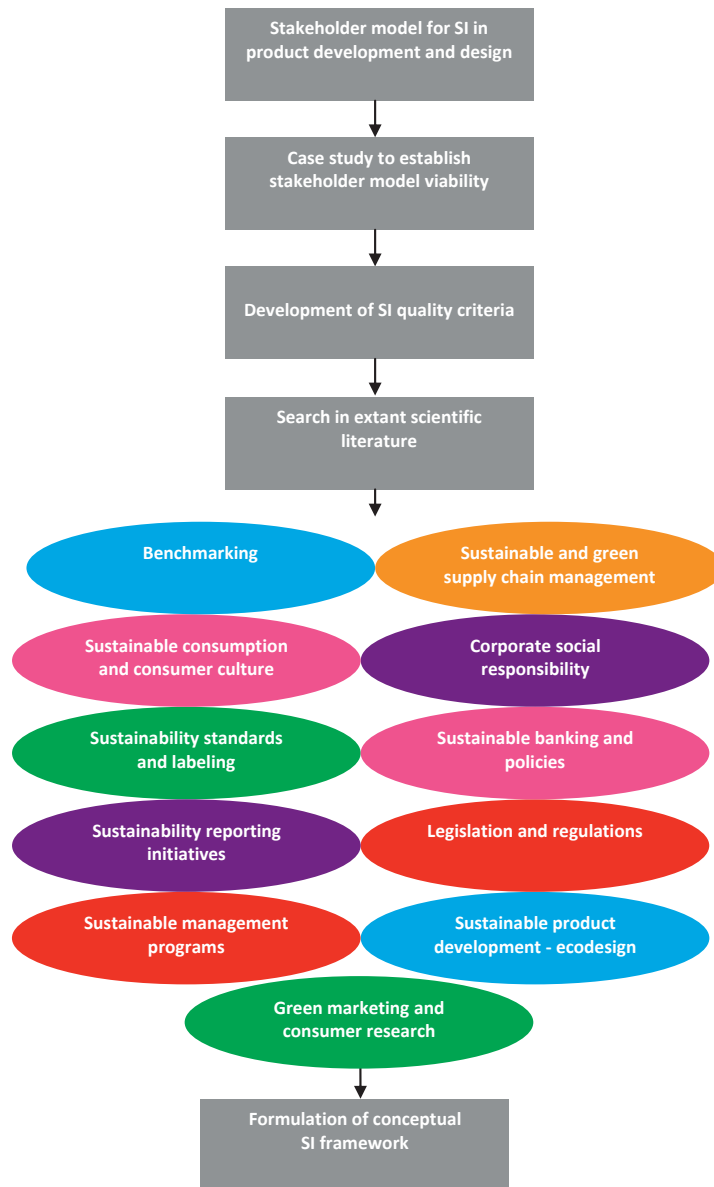 Stakeholder model for SI in
product development and design
Case study to establish
stakeholder model viability
Development of SI quality criteria
Search in extant scientific
literature
Benchmarking
Sustainable and green
supply chain management
Sustainable consumption
and consumer culture
Corporate social
responsibility
Sustainability standards
and labeling
Sustainable banking and
policies
Sustainability reporting
initiatives
Legislation and regulations
Sustainable management
programs
Sustainable product
development - ecodesign
Green marketing and
consumer research
Formulation of conceptual
SI framework